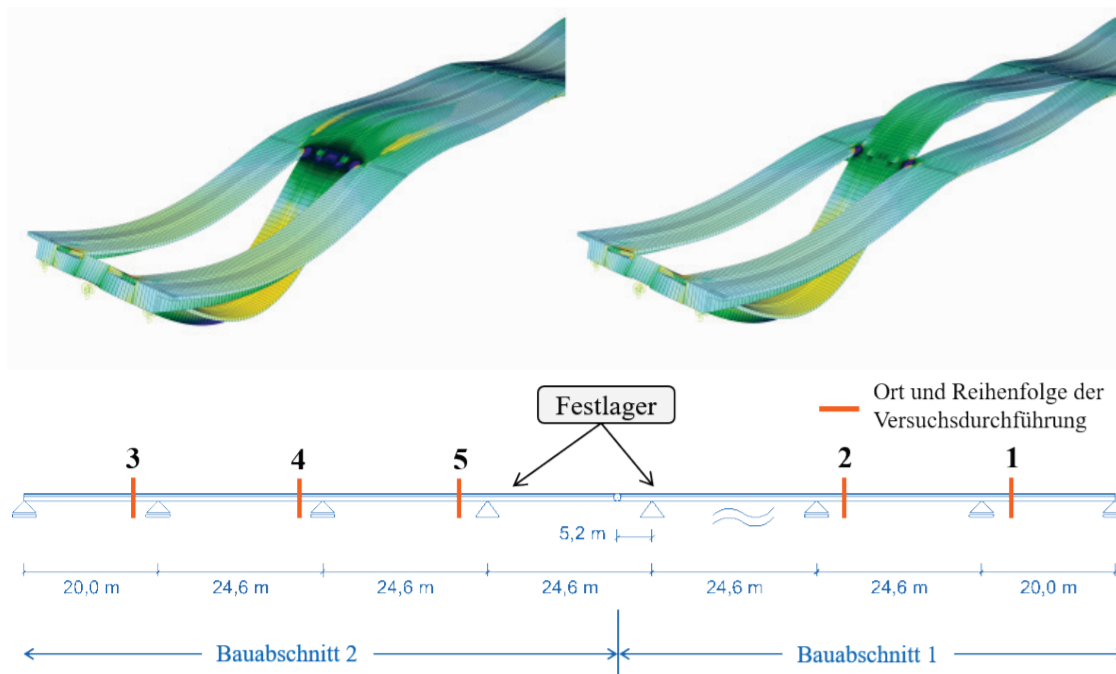 Festlager
Ort und Reihenfolge der
Versuchsdurchführung
3
4
5
2
1
5,2 m
20,0 m
24,6 m
24,6 m
24,6 m
24,6 m
24,6 m
20,0 m
Bauabschnitt 2
Bauabschnitt 1